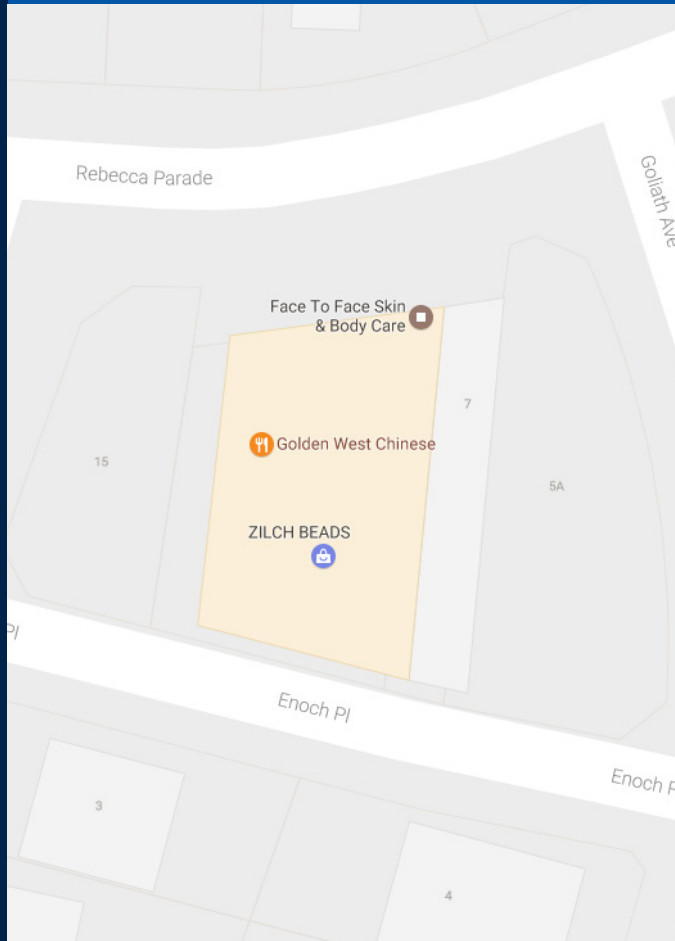 Rebecca Parade
Goliath Ave
Face To Face Skin
& Body Care
7
Golden West Chinese
15
5A
ZILCH BEADS
Pl
Enoch Pl
Enoch P
3
4